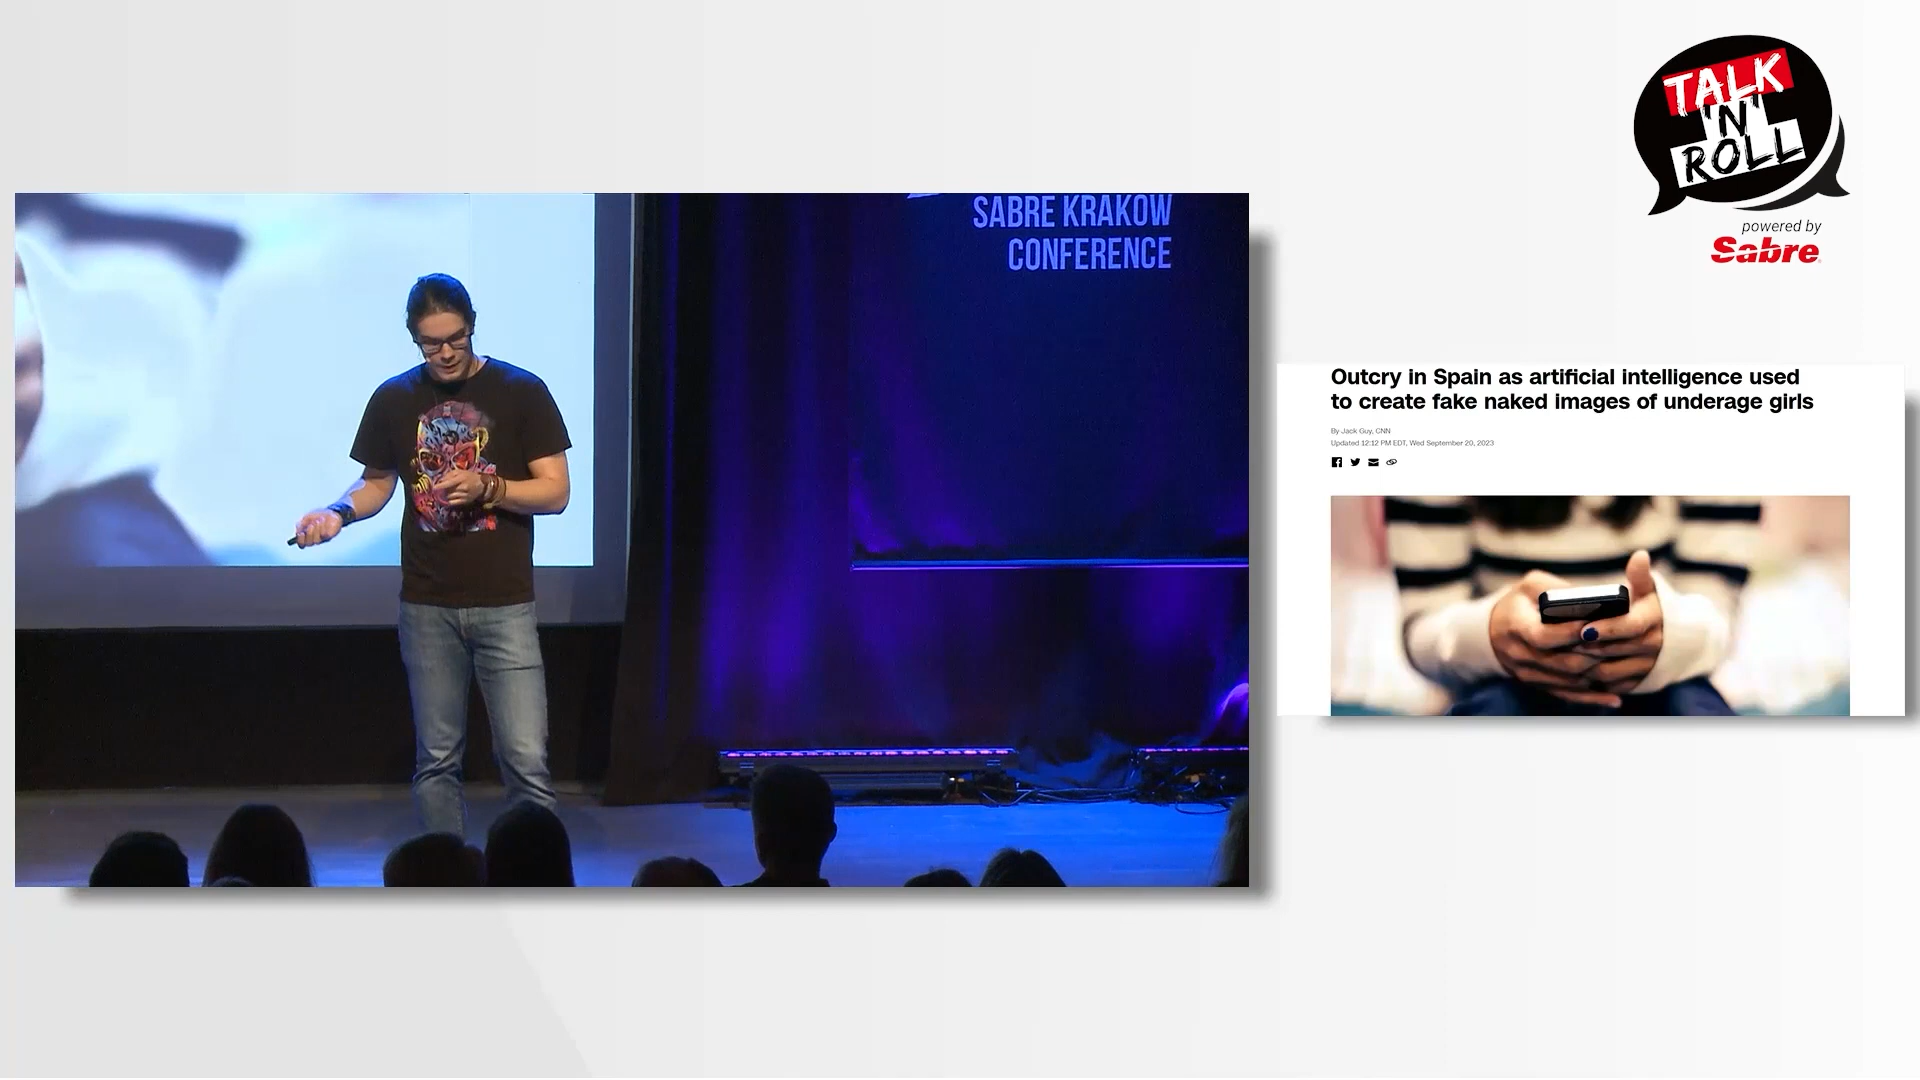 TALK
'N'
ROLL
powered by
Sabre
SABRE KRAKOW
CONFERENCE
Outcry in Spain as artificial intelligence used
to create fake naked images of underage girls
By Jack Guy, CNN
Updated 12:12 PM EDT, Wed September 20, 2023